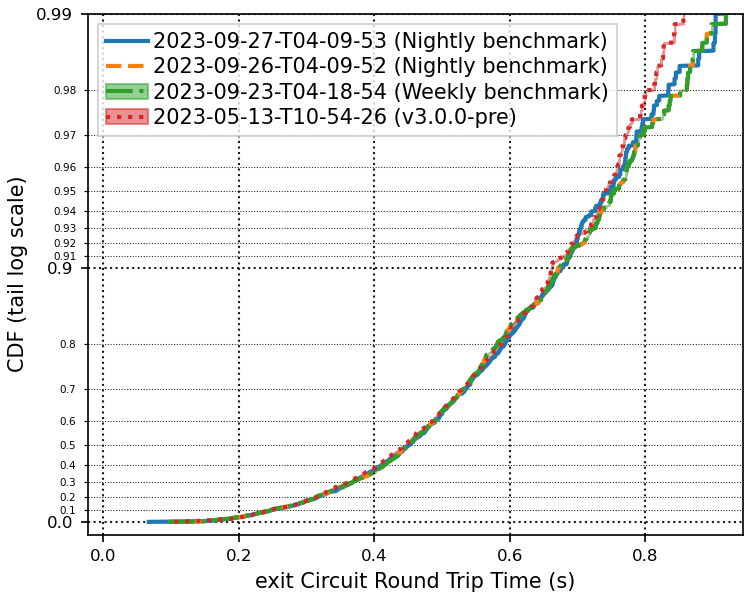 0.99
2023-09-27-T04-09-53 (Nightly benchmark)
2023-09-26-T04-09-52 (Nightly benchmark)
2023-09-23-T04-18-54 (Weekly benchmark)
2023-05-13-T10-54-26 (v3.0.0-pre)
0.98
0.97
0.96
0.95
0.94
0.93
0.92
0.91
0.9
0.8
0.7
0.6
0.5
0.4
0.3
0.2
0.1
0.0
CDF (tail log scale)
0.0 0.2 0.4 0.6 0.8
exit Circuit Round Trip Time (s)